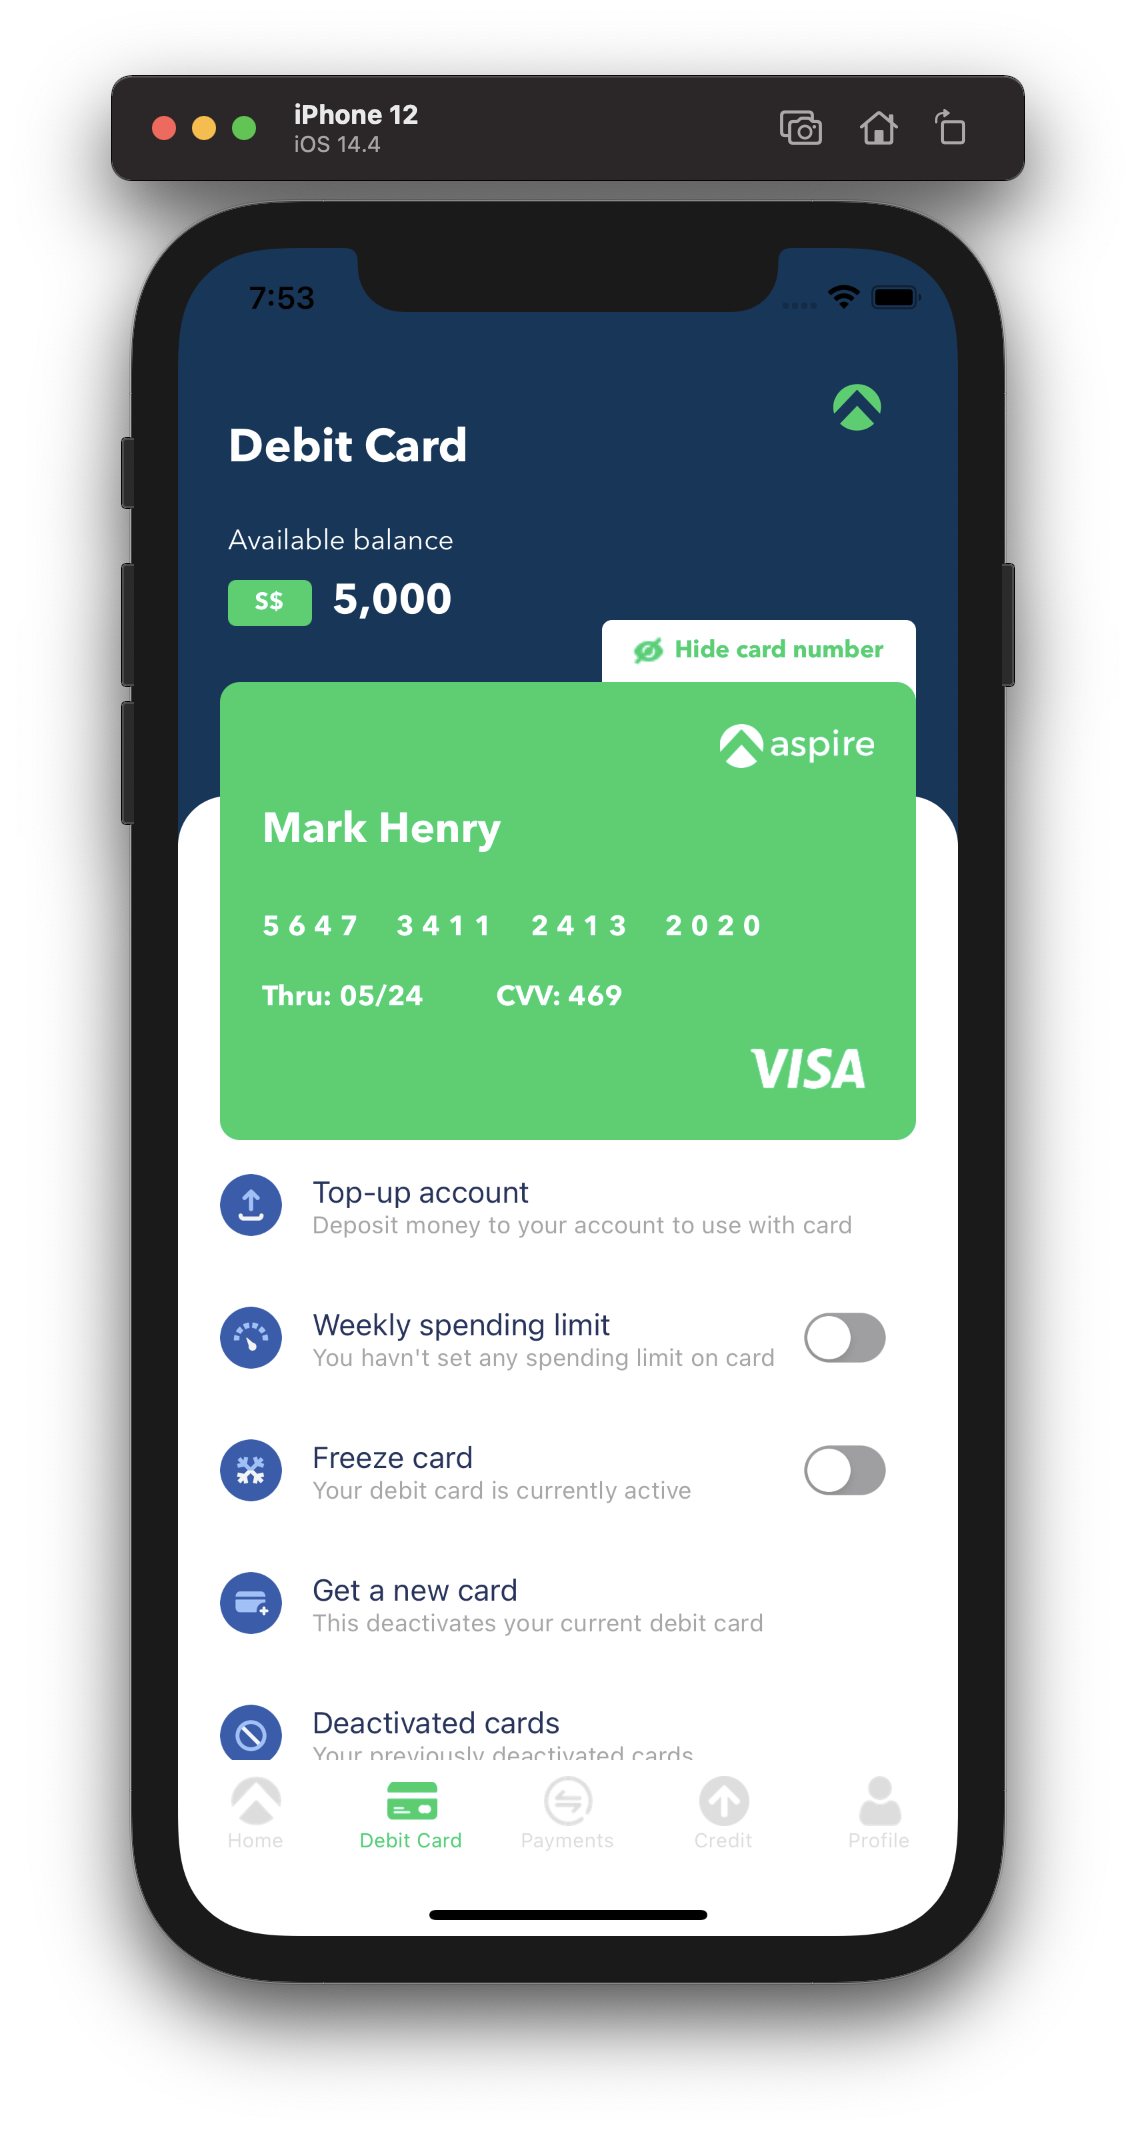 iPhone 12
iOS 14.4
7:53
Debit Card
Available balance
S$ 5,000
Hide card number
aspire
Mark Henry
5647 3411 2413 2020
Thru: 05/24 CVV: 469
VISA
Top-up account
Deposit money to your account to use with card
Weekly spending limit
You havn't set any spending limit on card
Freeze card
Your debit card is currently active
Get a new card
This deactivates your current debit card
Deactivated cards
Your previously deactivated cards
Home Debit Card Payments Credit Profile